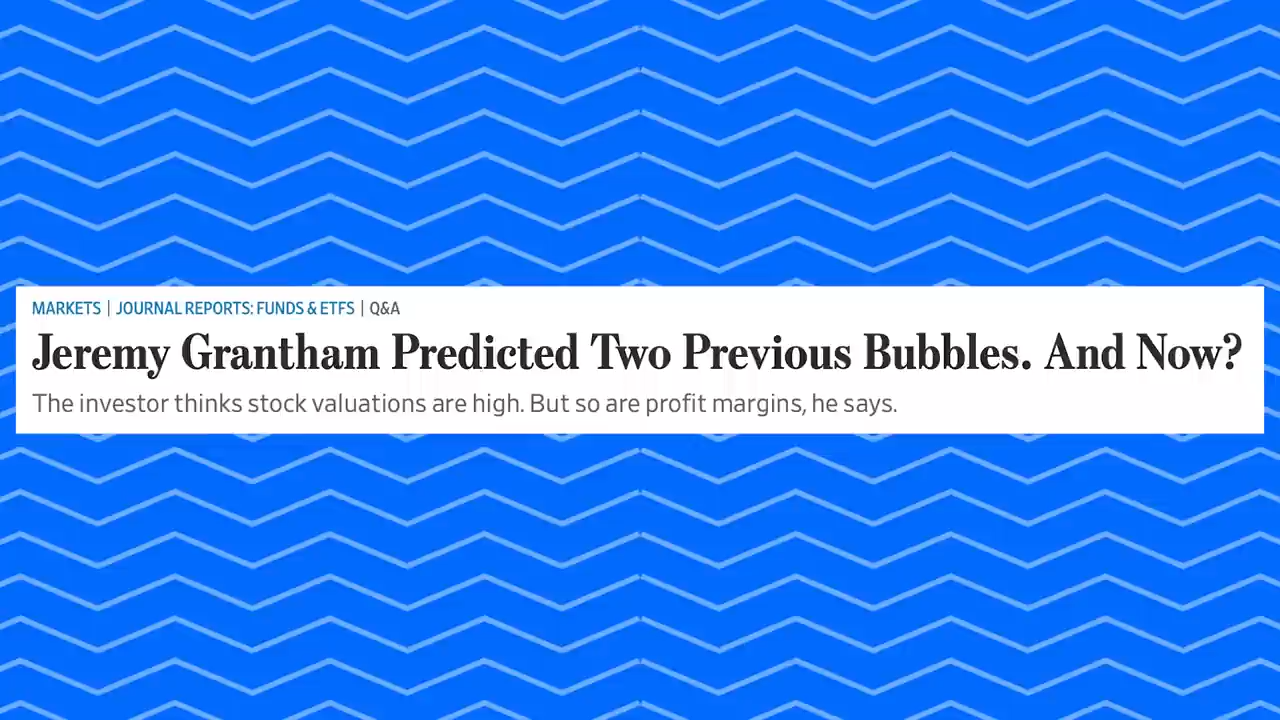 MARKETS | JOURNAL REPORTS: FUNDS & ETFS | Q&A
Jeremy Grantham Predicted Two Previous Bubbles. And Now?
The investor thinks stock valuations are high. But so are profit margins, he says.